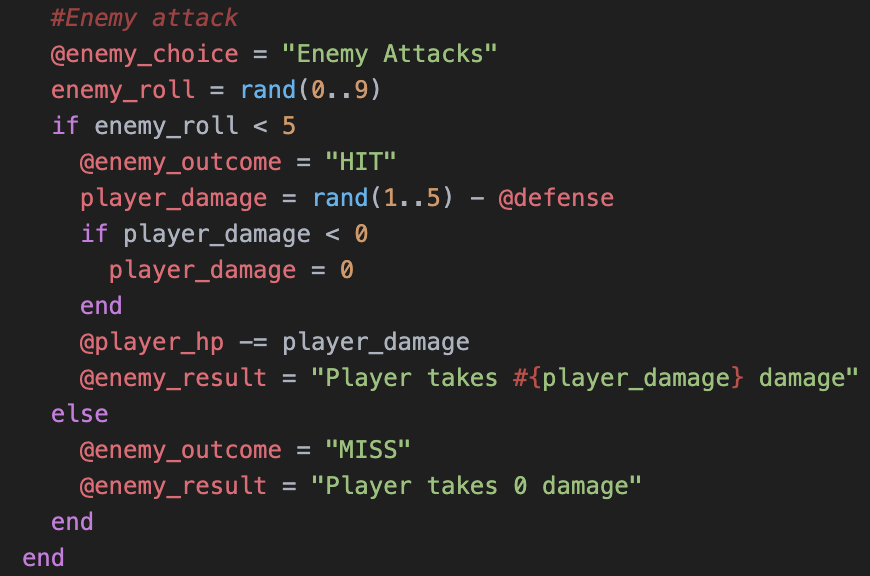 #Enemy attack
@enemy_choice = "Enemy Attacks"
enemy_roll = rand(0..9)
if enemy_roll < 5
@enemy_outcome = "HIT"
player_damage = rand(1..5) - @defense
if player_damage < 0
player_damage = 0
end
@player_hp -= player_damage
@enemy_result = "Player takes #{player_damage} damage"
else
@enemy_outcome = "MISS"
@enemy_result = "Player takes 0 damage"
end
end